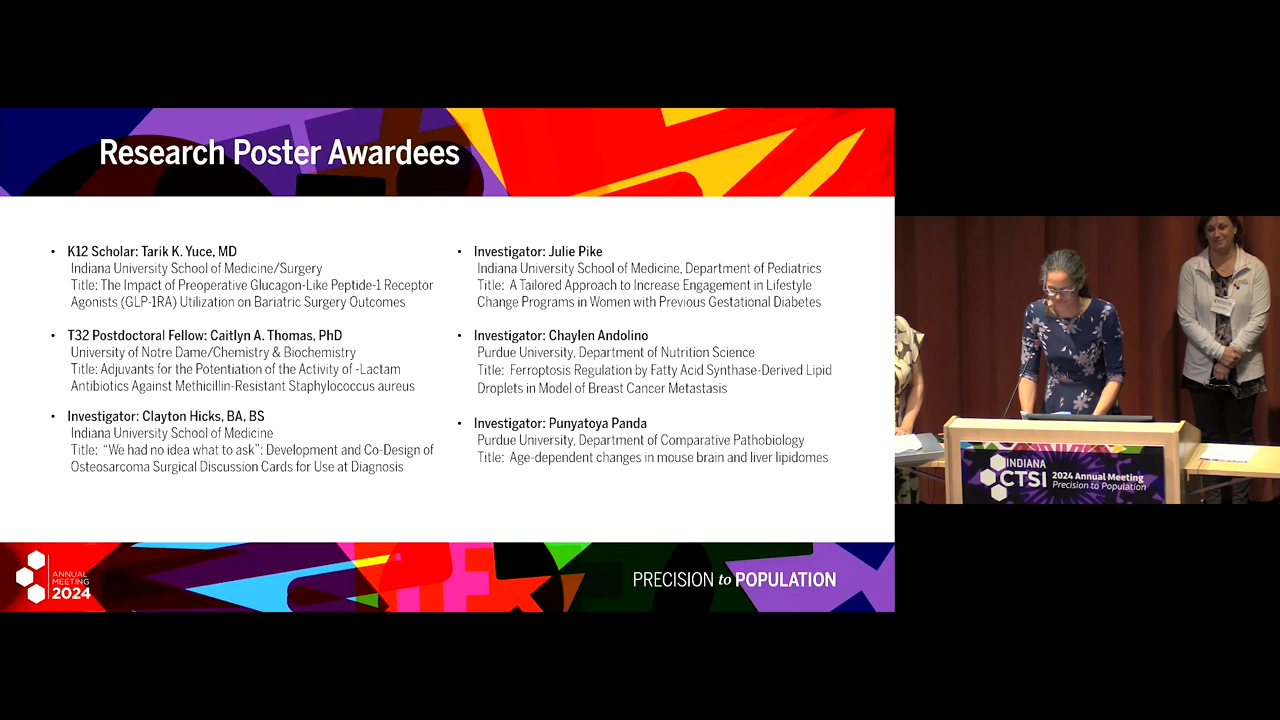 Research Poster Awardees
• K12 Scholar: Tarik K. Yuce, MD
Indiana University School of Medicine/Surgery
Title: The Impact of Preoperative Glucagon-Like Peptide-1 Receptor
Agonists (GLP-1RA) Utilization on Bariatric Surgery Outcomes
• T32 Postdoctoral Fellow: Caitlyn A. Thomas, PhD
University of Notre Dame/Chemistry & Biochemistry
Title: Adjuvants for the Potentiation of the Activity of -Lactam
Antibiotics Against Methicillin-Resistant Staphylococcus aureus
• Investigator: Clayton Hicks, BA, BS
Indiana University School of Medicine
Title: “We had no idea what to ask”: Development and Co-Design of
Osteosarcoma Surgical Discussion Cards for Use at Diagnosis
• Investigator: Julie Pike
Indiana University School of Medicine, Department of Pediatrics
Title: A Tailored Approach to Increase Engagement in Lifestyle
Change Programs in Women with Previous Gestational Diabetes
• Investigator: Chaylen Andolino
Purdue University, Department of Nutrition Science
Title: Ferroptosis Regulation by Fatty Acid Synthase-Derived Lipid
Droplets in Model of Breast Cancer Metastasis
• Investigator: Punyatoya Panda
Purdue University, Department of Comparative Pathobiology
Title: Age-dependent changes in mouse brain and liver lipidomes
ANNUAL
MEETING
2024
PRECISION to POPULATION
INDIANA
CTSI
2024 Annual Meeting
Precision to Population
CTSI